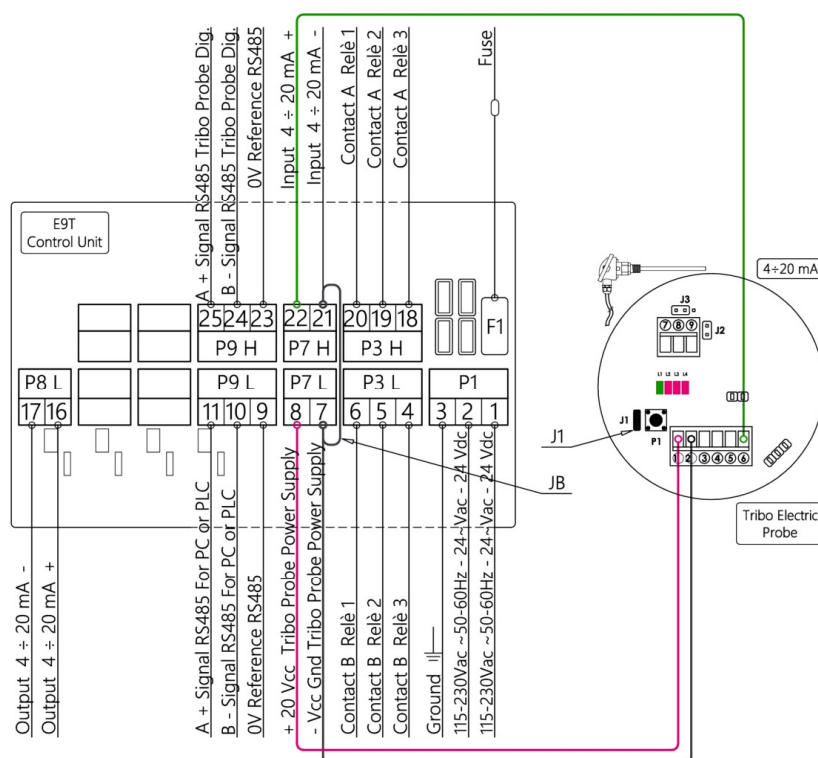 A + Signal RS485 Tribo Probe Dig.
B - Signal RS485 Tribo Probe Dig.
0V Reference RS485
Input 4 ÷ 20 mA +
Input 4 ÷ 20 mA -
Contact A Relè 1
Contact A Relè 2
Contact A Relè 3
Fuse
E9T
Control Unit
25 24 23 22 21 20 19 18
P9 H P7 H P3 H
F1
P8 L P9 L P7 L P3 L P1
17 16 11 10 9 8 7 6 5 4 3 2 1
Output 4 ÷ 20 mA -
Output 4 ÷ 20 mA +
A + Signal RS485 For PC or PLC
B - Signal RS485 For PC or PLC
0V Reference RS485
+ 20 Vcc Tribo Probe Power Supply
- Vcc Gnd Tribo Probe Power Supply
Contact B Relè 1
Contact B Relè 2
Contact B Relè 3
Ground
115-230Vac ~50-60Hz - 24~Vac - 24 Vdc
115-230Vac ~50-60Hz - 24~Vac - 24 Vdc
JB
J1
4÷20 mA
J3
7 8 9
J2
L1 L2 L3 L4
J1
P1
1 2 3 4 5 6
Tribo Electric
Probe